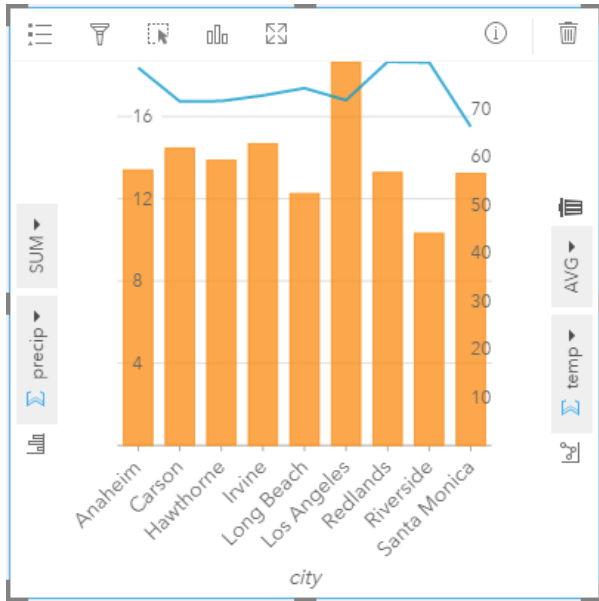 16
12
8
4
70
60
50
40
30
20
10
SUM
precip
AVG
temp
Anaheim
Carson
Hawthorne
Irvine
Long Beach
Los Angeles
Redlands
Riverside
Santa Monica
city